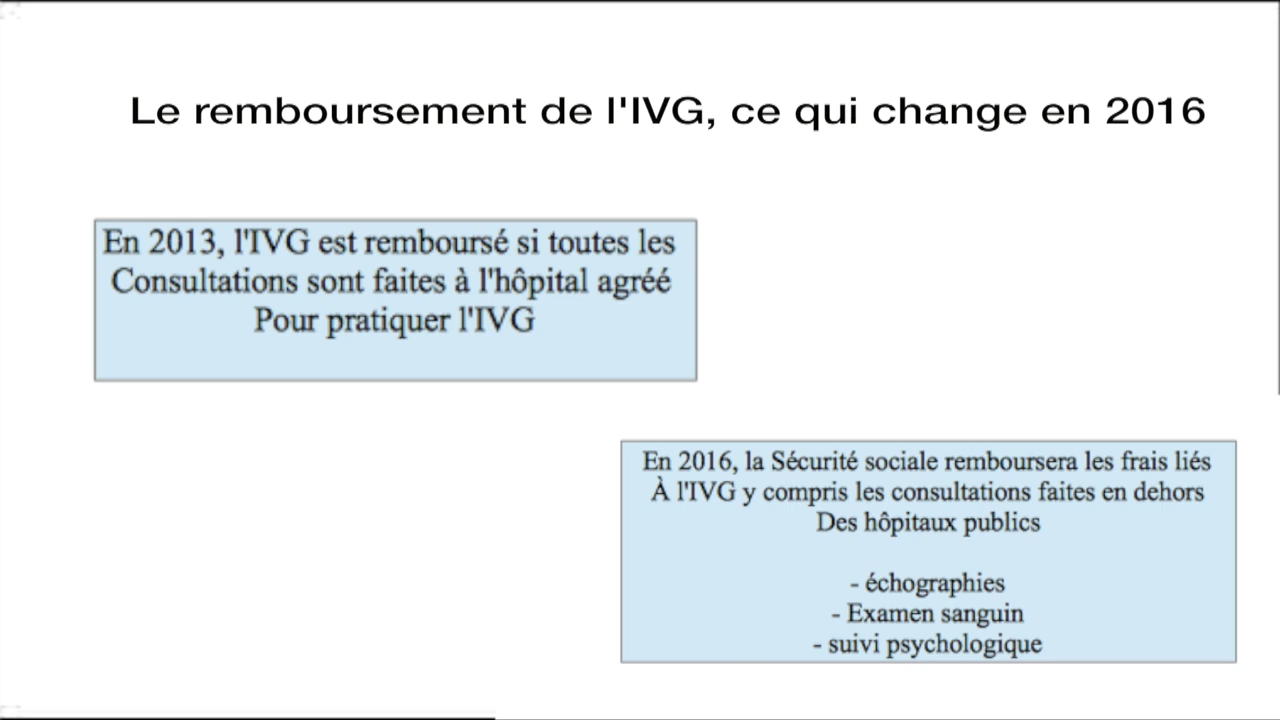 Le remboursement de l'IVG, ce qui change en 2016
En 2013, l'IVG est remboursé si toutes les
Consultations sont faites à l'hôpital agréé
Pour pratiquer l'IVG
En 2016, la Sécurité sociale remboursera les frais liés
À l'IVG y compris les consultations faites en dehors
Des hôpitaux publics
- échographies
- Examen sanguin
- suivi psychologique